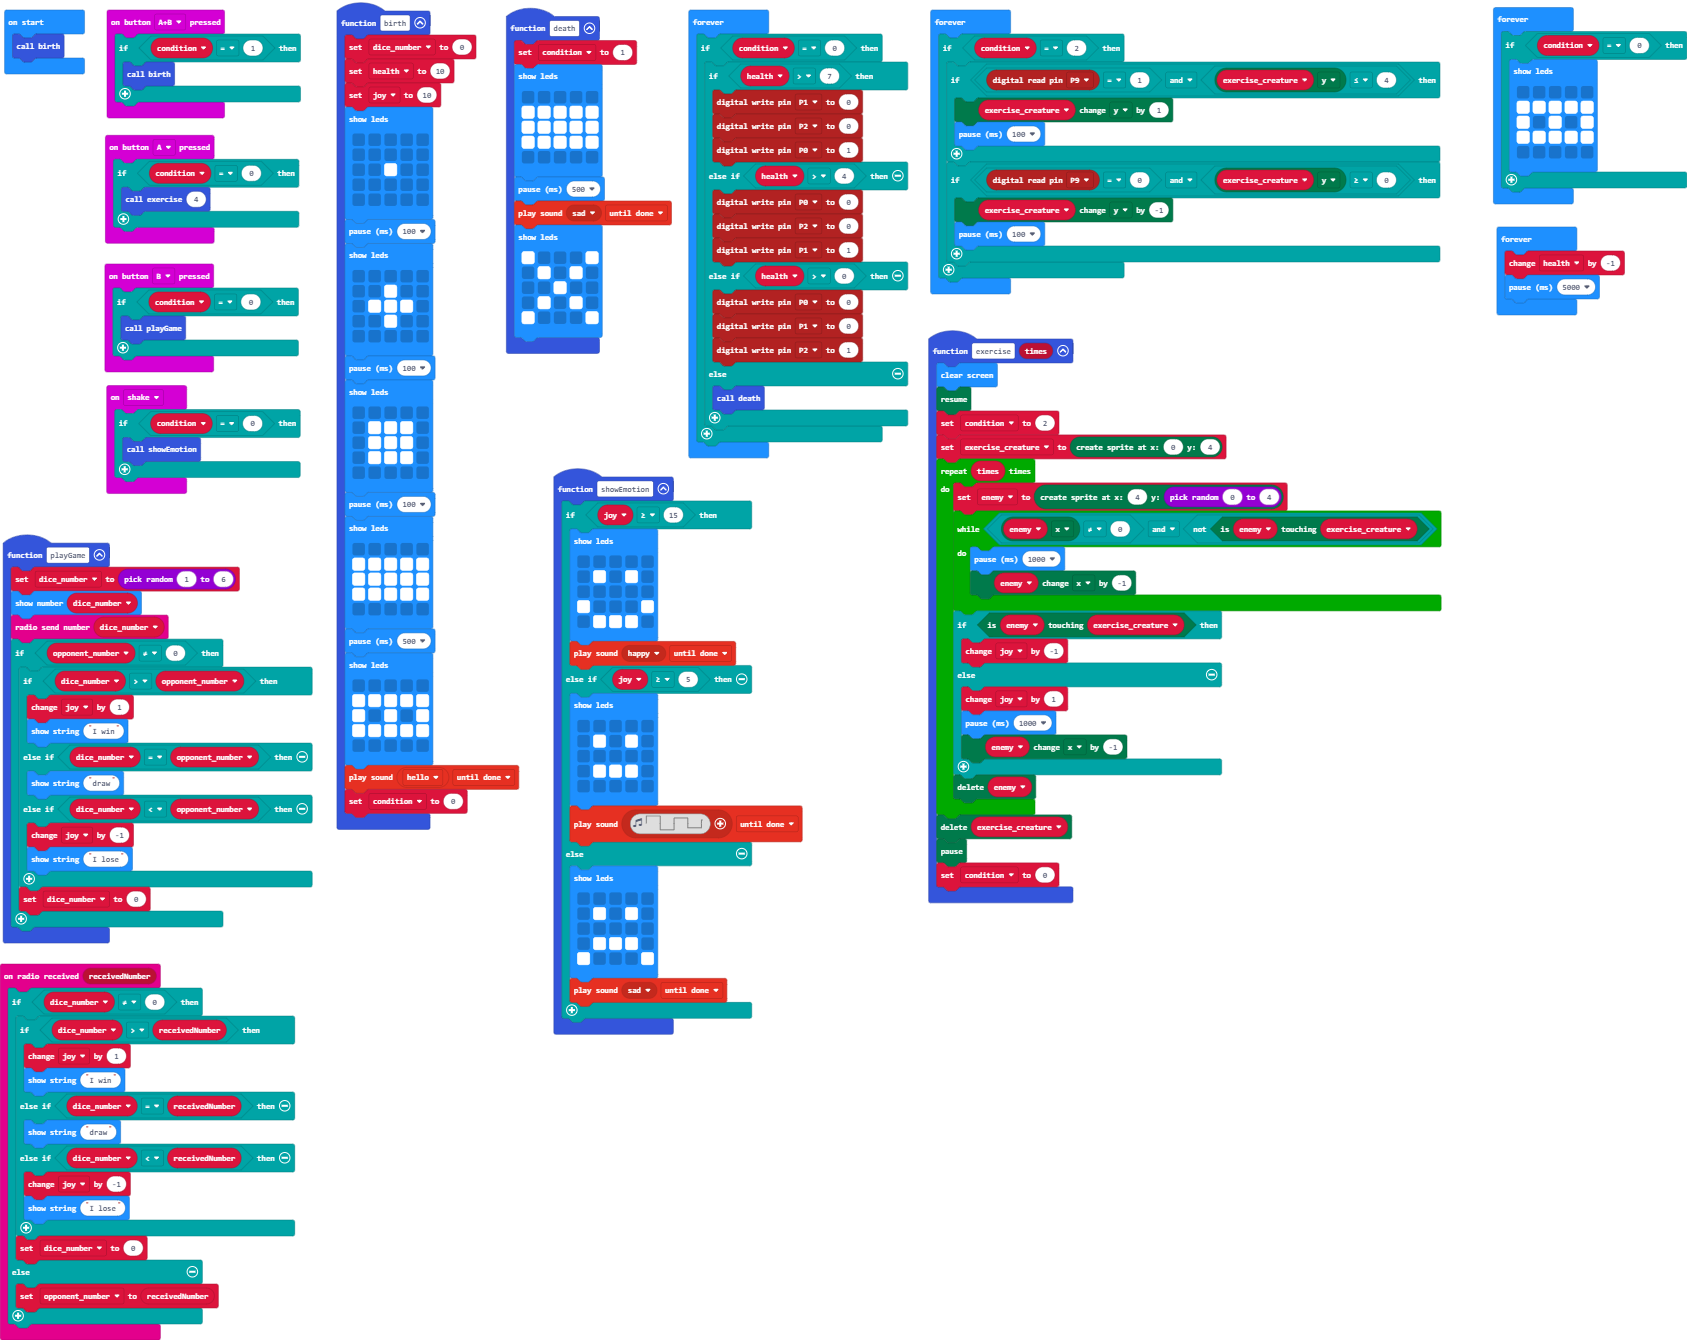 on start
call birth
on button A+B pressed
if condition = 1 then
call birth
on button A pressed
if condition = 0 then
call exercise 4
on button B pressed
if condition = 0 then
call playGame
on shake
if condition = 0 then
call showEmotion
function playGame
set dice_number to pick random 1 to 6
show number dice_number
radio send number dice_number
if opponent_number ≠ 0 then
if dice_number > opponent_number then
change joy by 1
show string "I win"
else if dice_number = opponent_number then
show string "draw"
else if dice_number < opponent_number then
change joy by -1
show string "I lose"
set dice_number to 0
on radio received receivedNumber
if dice_number ≠ 0 then
if dice_number > receivedNumber then
change joy by 1
show string "I win"
else if dice_number = receivedNumber then
show string "draw"
else if dice_number < receivedNumber then
change joy by -1
show string "I lose"
set dice_number to 0
else
set opponent_number to receivedNumber
function birth
set dice_number to 0
set health to 10
set joy to 10
show leds
pause (ms) 100
show leds
pause (ms) 100
show leds
pause (ms) 100
show leds
pause (ms) 500
show leds
play sound hello until done
set condition to 0
function death
set condition to 1
show leds
pause (ms) 500
play sound sad until done
show leds
function showEmotion
if joy ≥ 15 then
show leds
play sound happy until done
else if joy ≥ 5 then
show leds
play sound until done
else
show leds
play sound sad until done
forever
if condition = 0 then
if health > 7 then
digital write pin P1 to 0
digital write pin P2 to 0
digital write pin P0 to 1
else if health > 4 then
digital write pin P0 to 0
digital write pin P2 to 0
digital write pin P1 to 1
else if health > 0 then
digital write pin P0 to 0
digital write pin P1 to 0
digital write pin P2 to 1
else
call death
forever
if condition = 2 then
if digital read pin P9 = 1 and exercise_creature y ≤ 4 then
exercise_creature change y by 1
pause (ms) 100
if digital read pin P9 = 0 and exercise_creature y ≥ 0 then
exercise_creature change y by -1
pause (ms) 100
function exercise times
clear screen
resume
set condition to 2
set exercise_creature to create sprite at x: 0 y: 4
repeat times times
do set enemy to create sprite at x: 4 y: pick random 0 to 4
while enemy x ≠ 0 and not is enemy touching exercise_creature
do pause (ms) 1000
enemy change x by -1
if is enemy touching exercise_creature then
change joy by -1
else
change joy by 1
pause (ms) 1000
enemy change x by -1
delete enemy
delete exercise_creature
pause
set condition to 0
forever
if condition = 0 then
show leds
forever
change health by -1
pause (ms) 5000